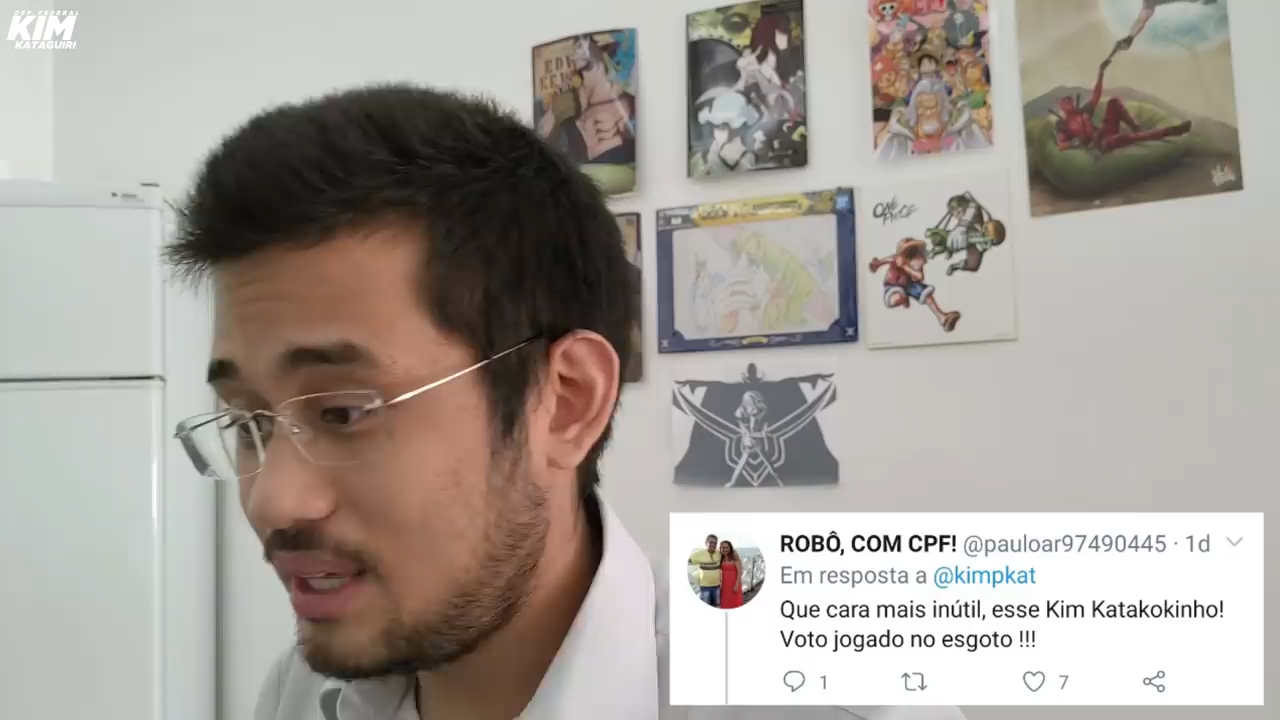 DEP. FEDERAL
KIM
KATAGUIRI
ONE
PIECE
ROBÔ, COM CPF! @pauloar97490445 · 1d
Em resposta a @kimpkat
Que cara mais inútil, esse Kim Katakokinho!
Voto jogado no esgoto !!!
1
7